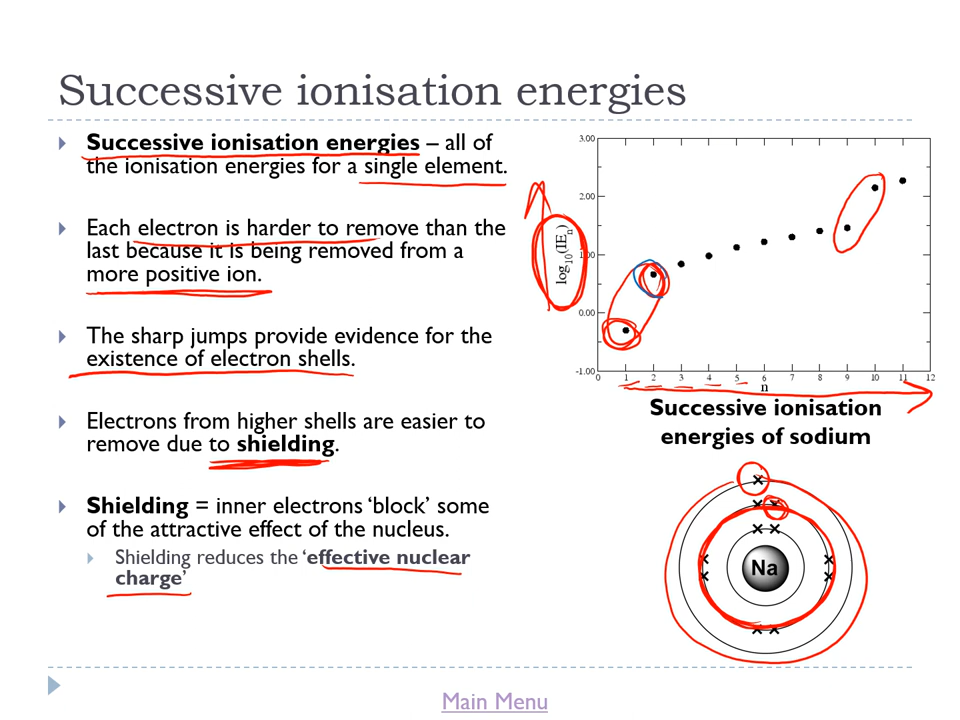 Successive ionisation energies
Successive ionisation energies – all of
the ionisation energies for a single element.
Each electron is harder to remove than the
last because it is being removed from a
more positive ion.
The sharp jumps provide evidence for the
existence of electron shells.
Electrons from higher shells are easier to
remove due to shielding.
Shielding = inner electrons ‘block’ some
of the attractive effect of the nucleus.
Shielding reduces the ‘effective nuclear
charge’
3.00
2.00
1.00
0.00
-1.00
log10(IEn)
0 1 2 3 4 5 6 7 8 9 10 11 12
n
Successive ionisation
energies of sodium
Na
Main Menu